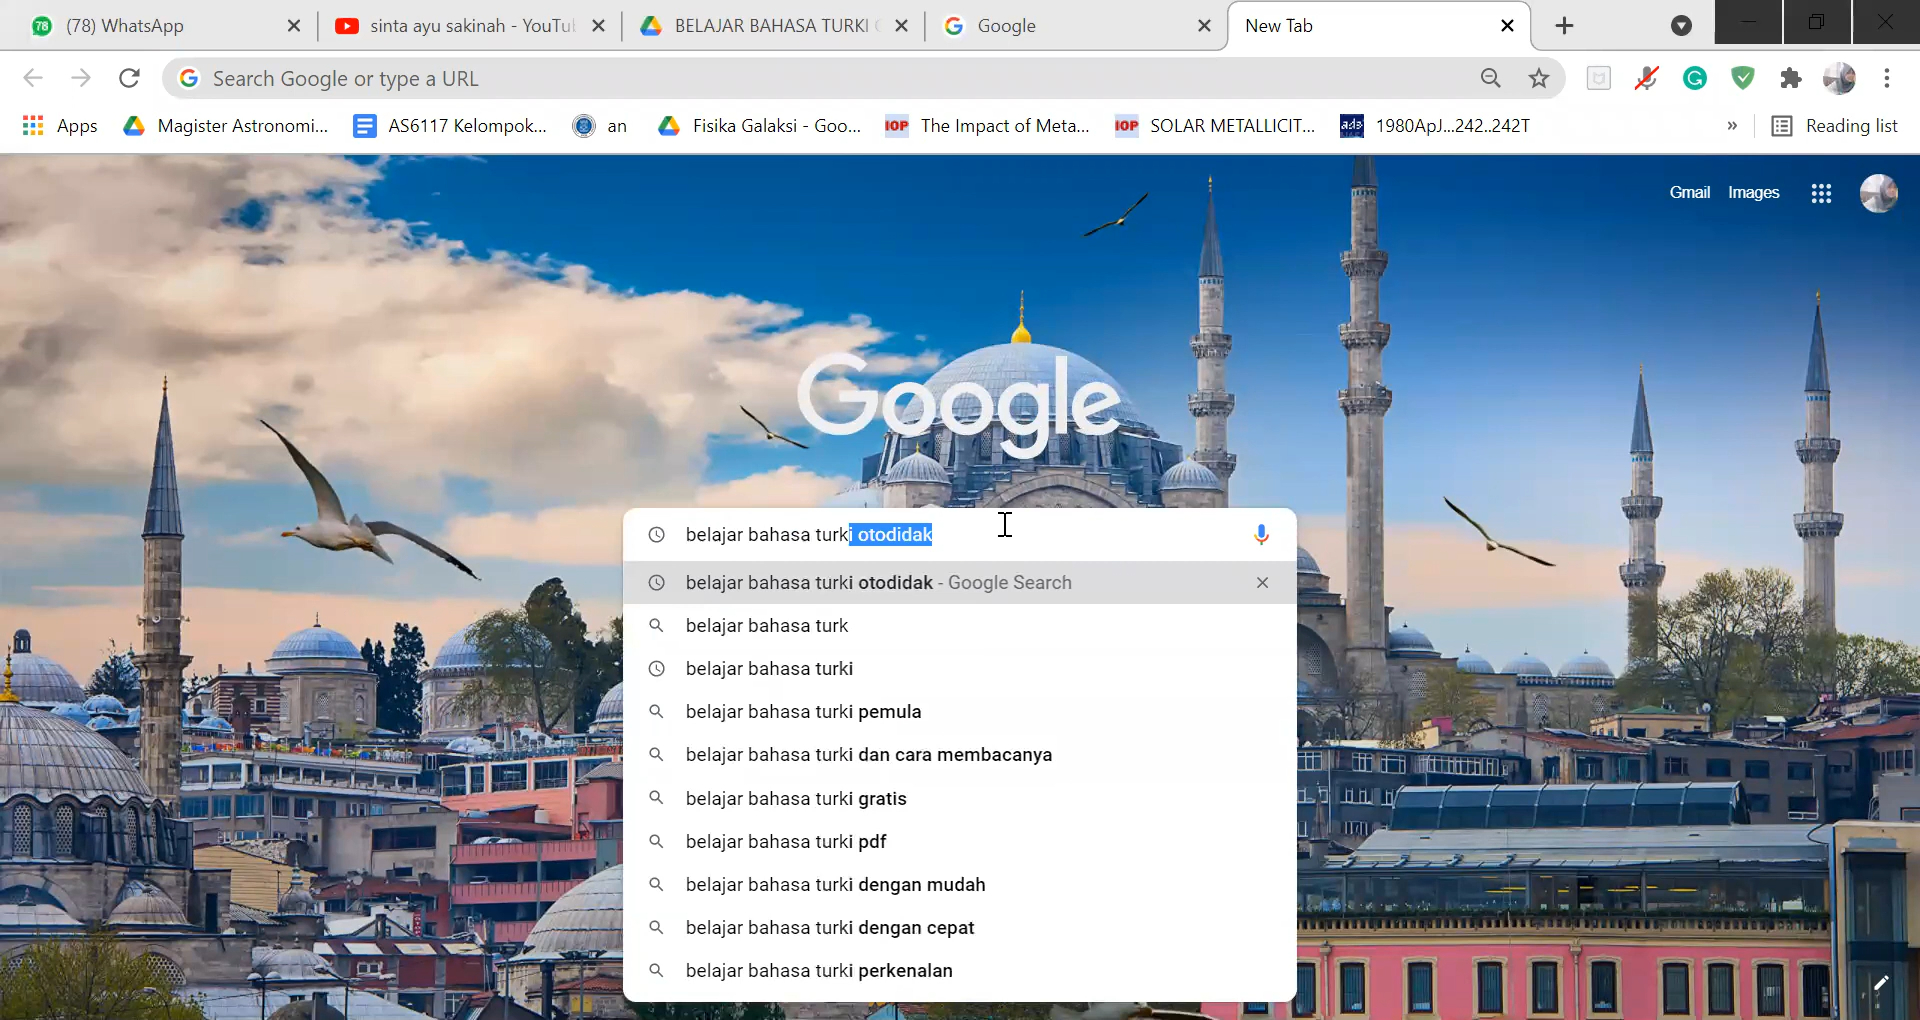 78 (78) WhatsApp
sinta ayu sakinah - YouTu
BELAJAR BAHASA TURKI
Google
New Tab
Search Google or type a URL
Apps
Magister Astronomi...
AS6117 Kelompok...
an
Fisika Galaksi - Goo...
IOP The Impact of Meta...
IOP SOLAR METALLICIT...
ads 1980ApJ...242..242T
»
Reading list
Gmail Images
Google
belajar bahasa turki otodidak
belajar bahasa turki otodidak - Google Search
belajar bahasa turk
belajar bahasa turki
belajar bahasa turki pemula
belajar bahasa turki dan cara membacanya
belajar bahasa turki gratis
belajar bahasa turki pdf
belajar bahasa turki dengan mudah
belajar bahasa turki dengan cepat
belajar bahasa turki perkenalan